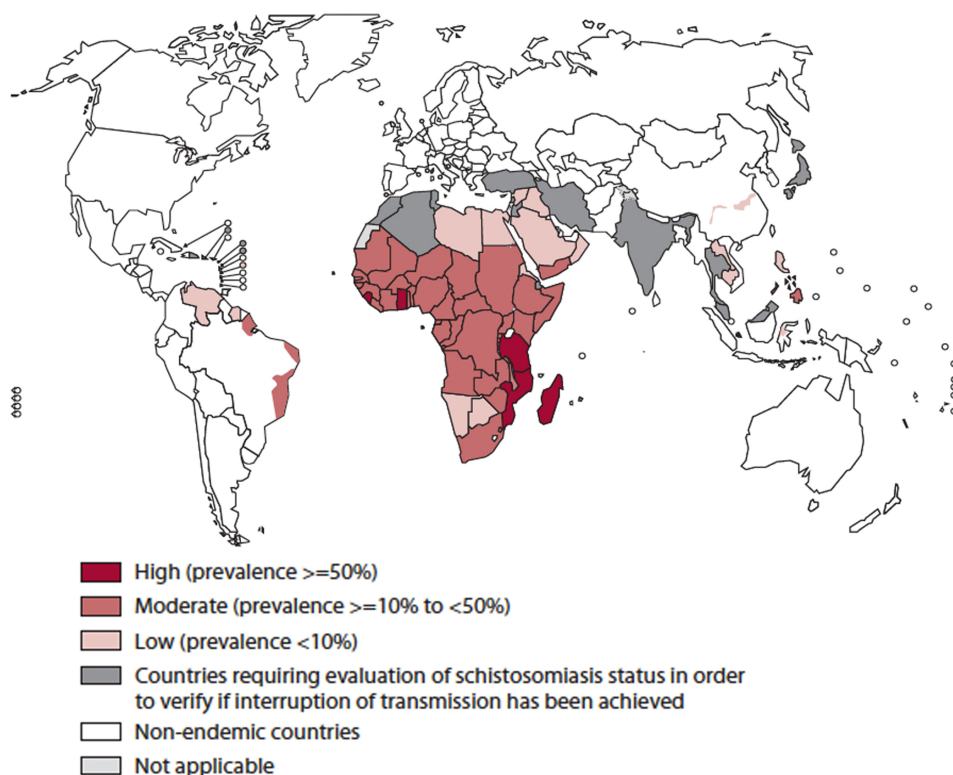 High (prevalence >=50%)
Moderate (prevalence >=10% to <50%)
Low (prevalence <10%)
Countries requiring evaluation of schistosomiasis status in order
to verify if interruption of transmission has been achieved
Non-endemic countries
Not applicable